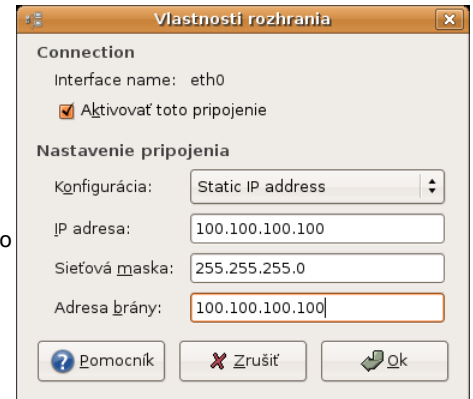 Vlastnosti rozhrania
Connection
Interface name: eth0
Aktivovať toto pripojenie
Nastavenie pripojenia
Konfigurácia: Static IP address
IP adresa: 100.100.100.100
o
Sieťová maska: 255.255.255.0
Adresa brány: 100.100.100.100
Pomocník Zrušiť Ok